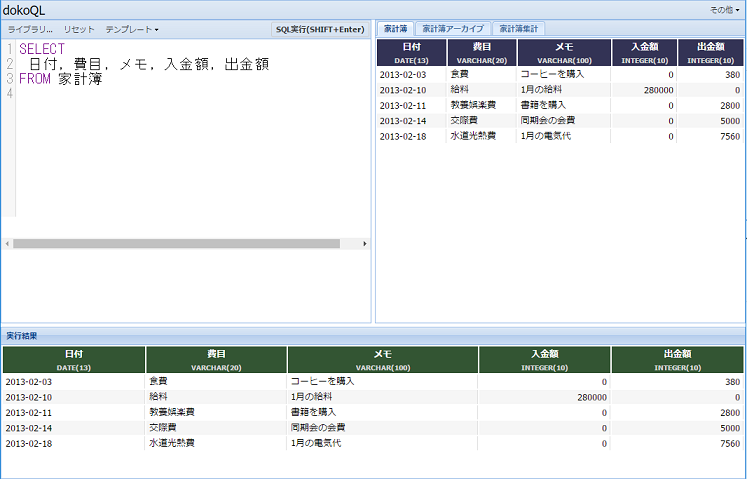 dokoQL その他
ライブラリ... リセット テンプレート SQL実行(SHIFT+Enter)
1 SELECT
2 日付, 費目, メモ, 入金額, 出金額
3 FROM 家計簿
4
家計簿 家計簿アーカイブ 家計簿集計
日付 費目 メモ 入金額 出金額
DATE(13) VARCHAR(20) VARCHAR(100) INTEGER(10) INTEGER(10)
2013-02-03 食費 コーヒーを購入 0 380
2013-02-10 給料 1月の給料 280000 0
2013-02-11 教養娯楽費 書籍を購入 0 2800
2013-02-14 交際費 同期会の会費 0 5000
2013-02-18 水道光熱費 1月の電気代 0 7560
実行結果
日付 費目 メモ 入金額 出金額
DATE(13) VARCHAR(20) VARCHAR(100) INTEGER(10) INTEGER(10)
2013-02-03 食費 コーヒーを購入 0 380
2013-02-10 給料 1月の給料 280000 0
2013-02-11 教養娯楽費 書籍を購入 0 2800
2013-02-14 交際費 同期会の会費 0 5000
2013-02-18 水道光熱費 1月の電気代 0 7560